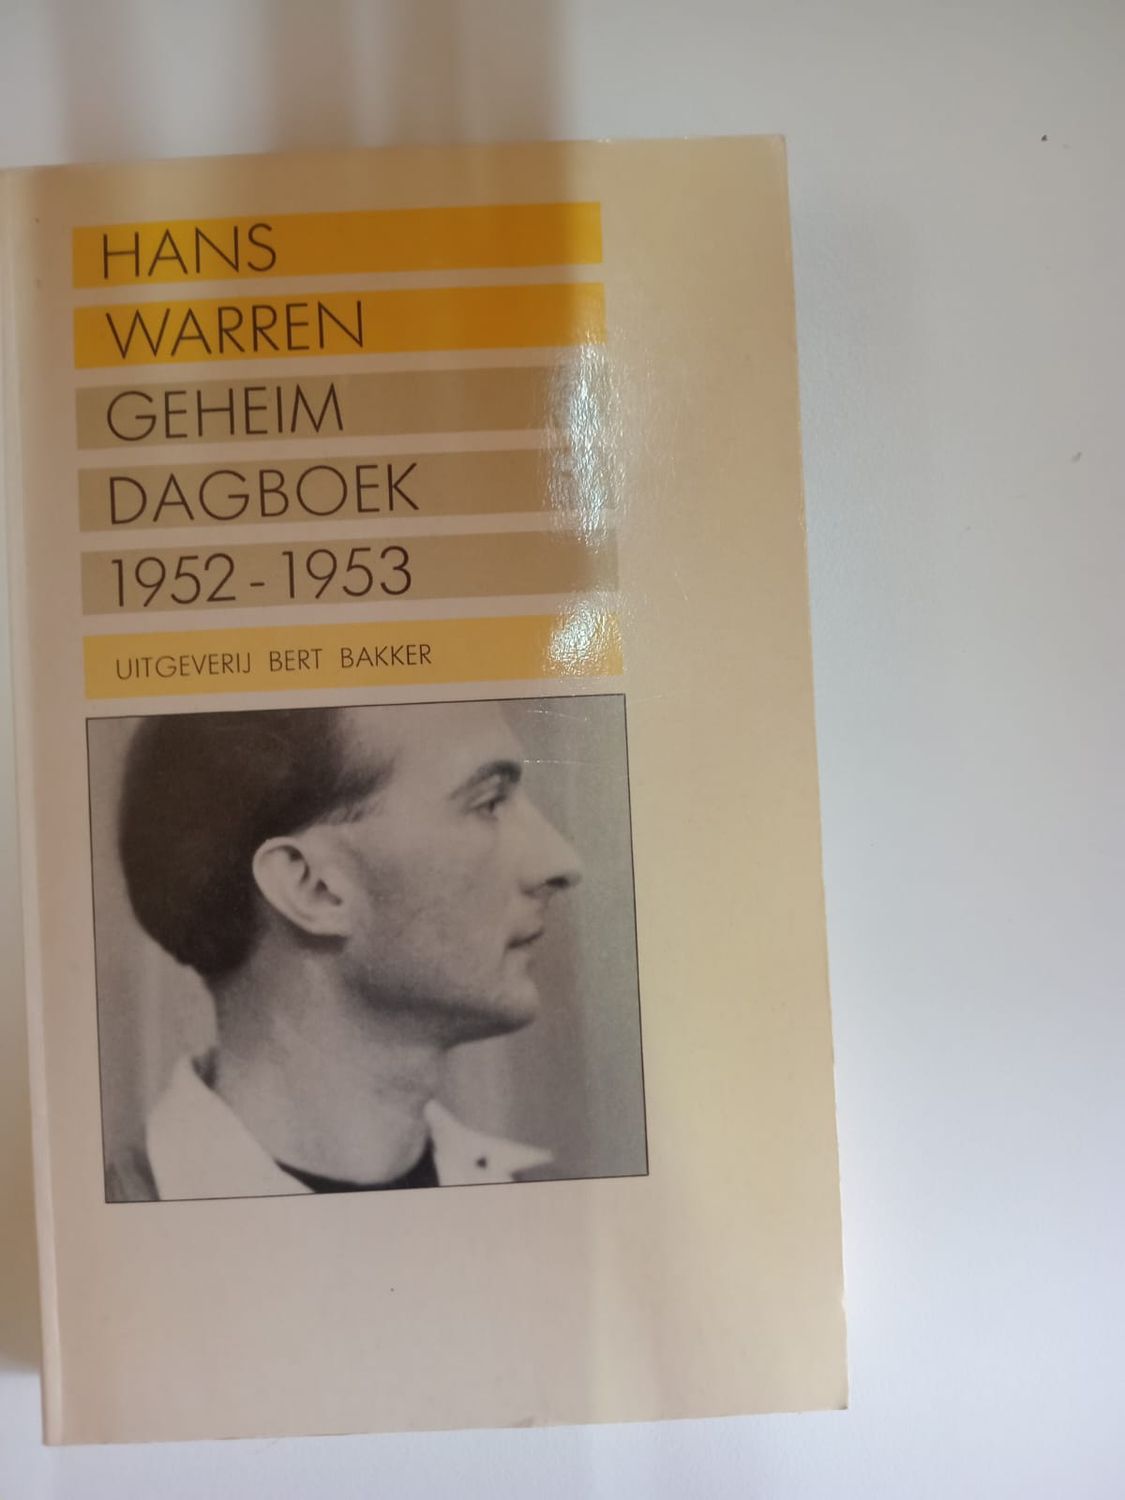 HANS
WARREN
GEHEIM
DAGBOEK
1952-1953
UITGEVERIJ BERT BAKKER